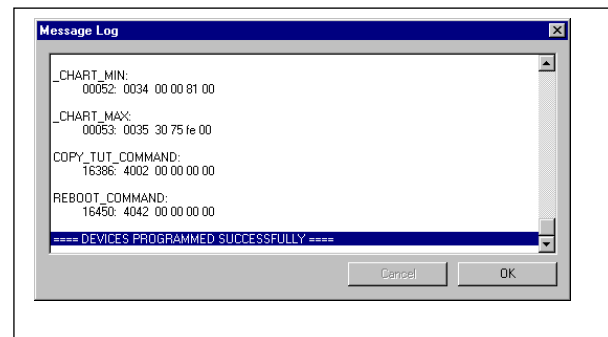 Message Log
_CHART_MIN:
00052: 0034 00 00 81 00
_CHART_MAX:
00053: 0035 30 75 fe 00
COPY_TUT_COMMAND:
16386: 4002 00 00 00 00
REBOOT_COMMAND:
16450: 4042 00 00 00 00
==== DEVICES PROGRAMMED SUCCESSFULLY ====
Cancel OK